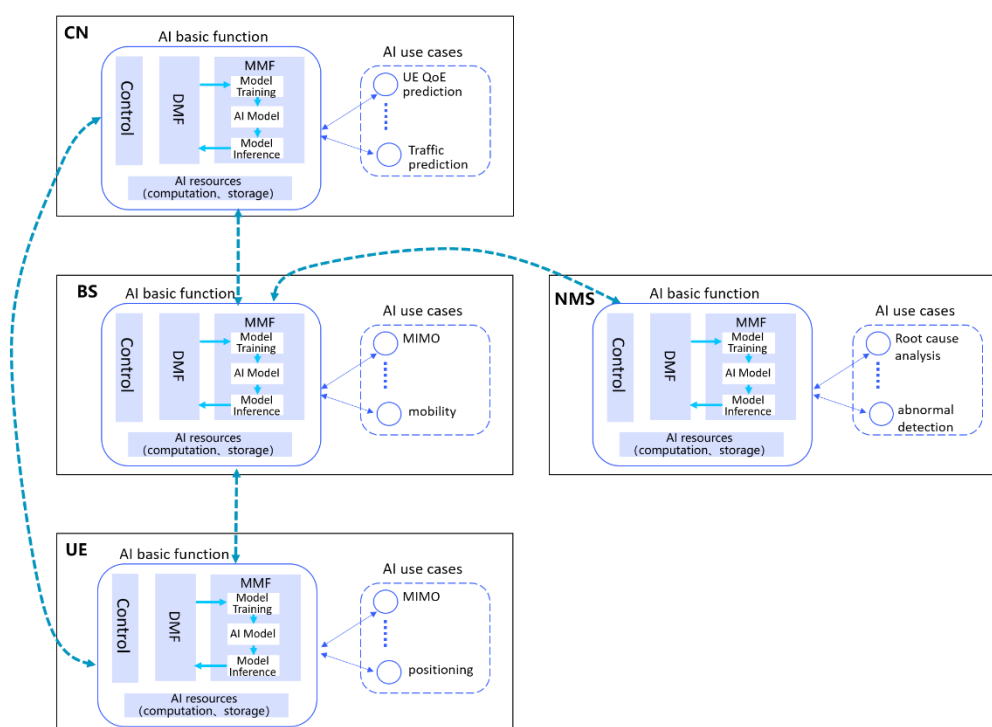 CN
AI basic function
Control
DMF
MMF
Model
Training
AI Model
Model
Inference
AI resources
(computation、storage)
AI use cases
UE QoE
prediction
Traffic
prediction
BS
AI basic function
Control
DMF
MMF
Model
Training
AI Model
Model
Inference
AI resources
(computation、storage)
AI use cases
MIMO
mobility
NMS
AI basic function
Control
DMF
MMF
Model
Training
AI Model
Model
Inference
AI resources
(computation、storage)
AI use cases
Root cause
analysis
abnormal
detection
UE
AI basic function
Control
DMF
MMF
Model
Training
AI Model
Model
Inference
AI resources
(computation、storage)
AI use cases
MIMO
positioning